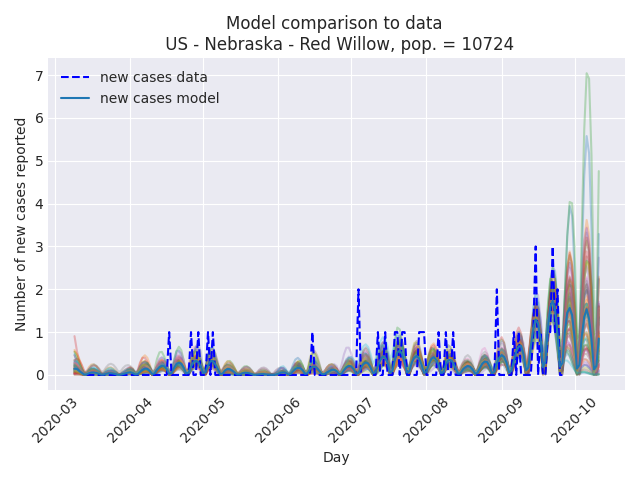 Model comparison to data
US - Nebraska - Red Willow, pop. = 10724
new cases data
new cases model
Number of new cases reported
7
6
5
4
3
2
1
0
2020-03
2020-04
2020-05
2020-06
2020-07
2020-08
2020-09
2020-10
Day